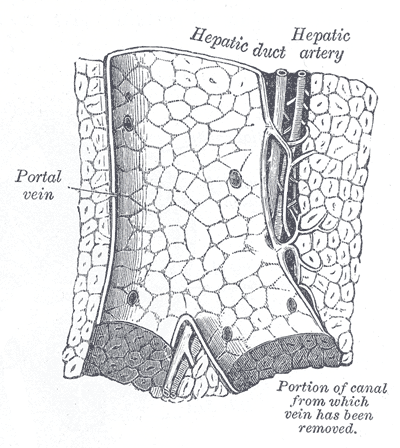 Hepatic duct
Hepatic
artery
Portal
vein
Portion of canal
from which
vein has been
removed.